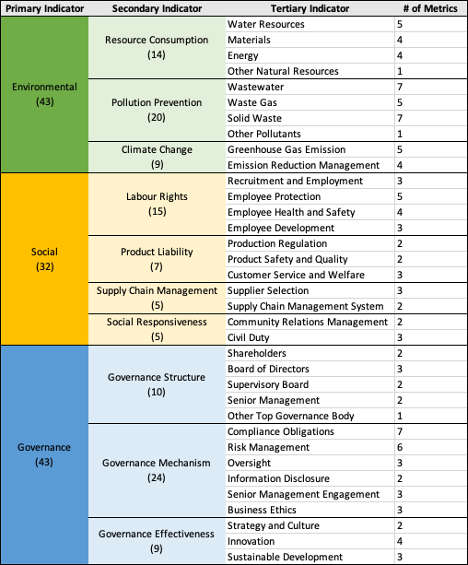 Primary Indicator Secondary Indicator Tertiary Indicator # of Metrics
Environmental
(43)
Resource Consumption
(14)
Water Resources 5
Materials 4
Energy 4
Other Natural Resources 1
Pollution Prevention
(20)
Wastewater 7
Waste Gas 5
Solid Waste 7
Other Pollutants 1
Climate Change
(9)
Greenhouse Gas Emission 5
Emission Reduction Management 4
Social
(32)
Labour Rights
(15)
Recruitment and Employment 3
Employee Protection 5
Employee Health and Safety 4
Employee Development 3
Product Liability
(7)
Production Regulation 2
Product Safety and Quality 2
Customer Service and Welfare 3
Supply Chain Management
(5)
Supplier Selection 3
Supply Chain Management System 2
Social Responsiveness
(5)
Community Relations Management 2
Civil Duty 3
Governance
(43)
Governance Structure
(10)
Shareholders 2
Board of Directors 3
Supervisory Board 2
Senior Management 2
Other Top Governance Body 1
Governance Mechanism
(24)
Compliance Obligations 7
Risk Management 6
Oversight 3
Information Disclosure 2
Senior Management Engagement 3
Business Ethics 3
Governance Effectiveness
(9)
Strategy and Culture 2
Innovation 4
Sustainable Development 3